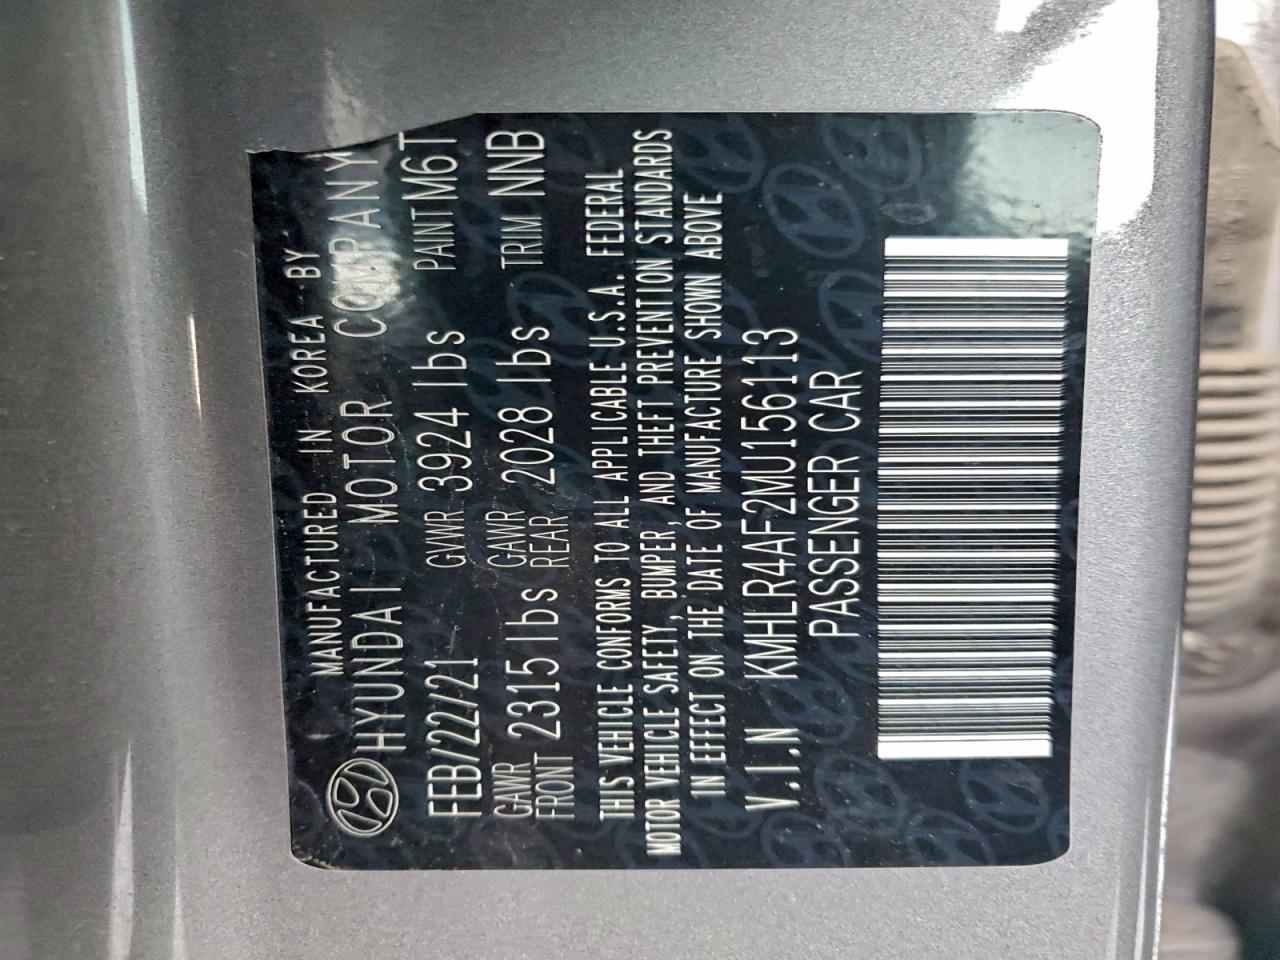 MANUFACTURED IN KOREA BY
HYUNDAI MOTOR COMPANY
FEB/22/21 GVWR 3924 lbs PAINT M6T
GAWR FRONT 2315 lbs GAWR REAR 2028 lbs TRIM NNB
THIS VEHICLE CONFORMS TO ALL APPLICABLE U.S.A. FEDERAL
MOTOR VEHICLE SAFETY, BUMPER, AND THEFT PREVENTION STANDARDS
IN EFFECT ON THE DATE OF MANUFACTURE SHOWN ABOVE
V.I.N KMHLR4AF2MU156113
PASSENGER CAR